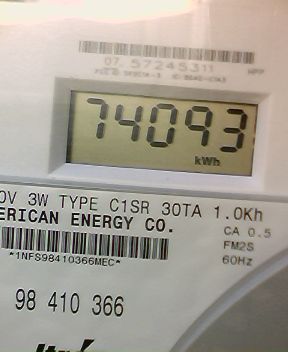 07 57245311
74093
kWh
0V 3W TYPE C1SR 30TA 1.0Kh
ERICAN ENERGY CO.
CA 0.5
FM2S
60Hz
*1NFS98410366MEC*
98 410 366